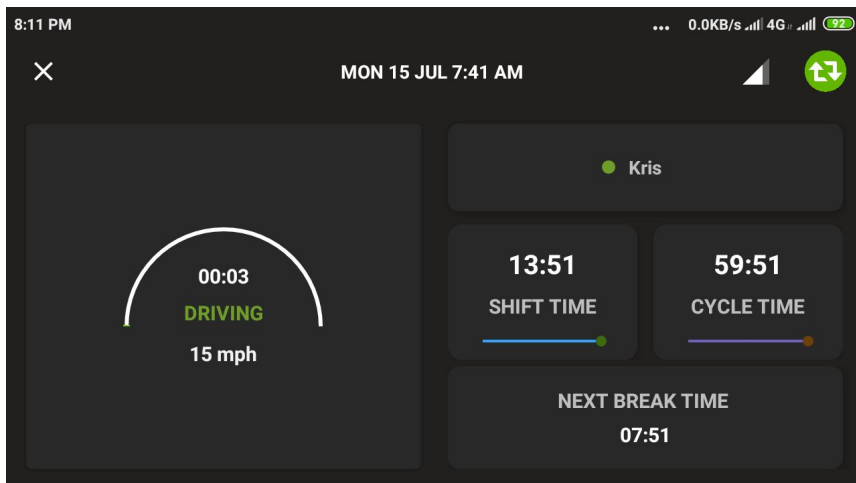 8:11 PM ... 0.0KB/s 4G 92
MON 15 JUL 7:41 AM
00:03
DRIVING
15 mph
Kris
13:51
SHIFT TIME
59:51
CYCLE TIME
NEXT BREAK TIME
07:51